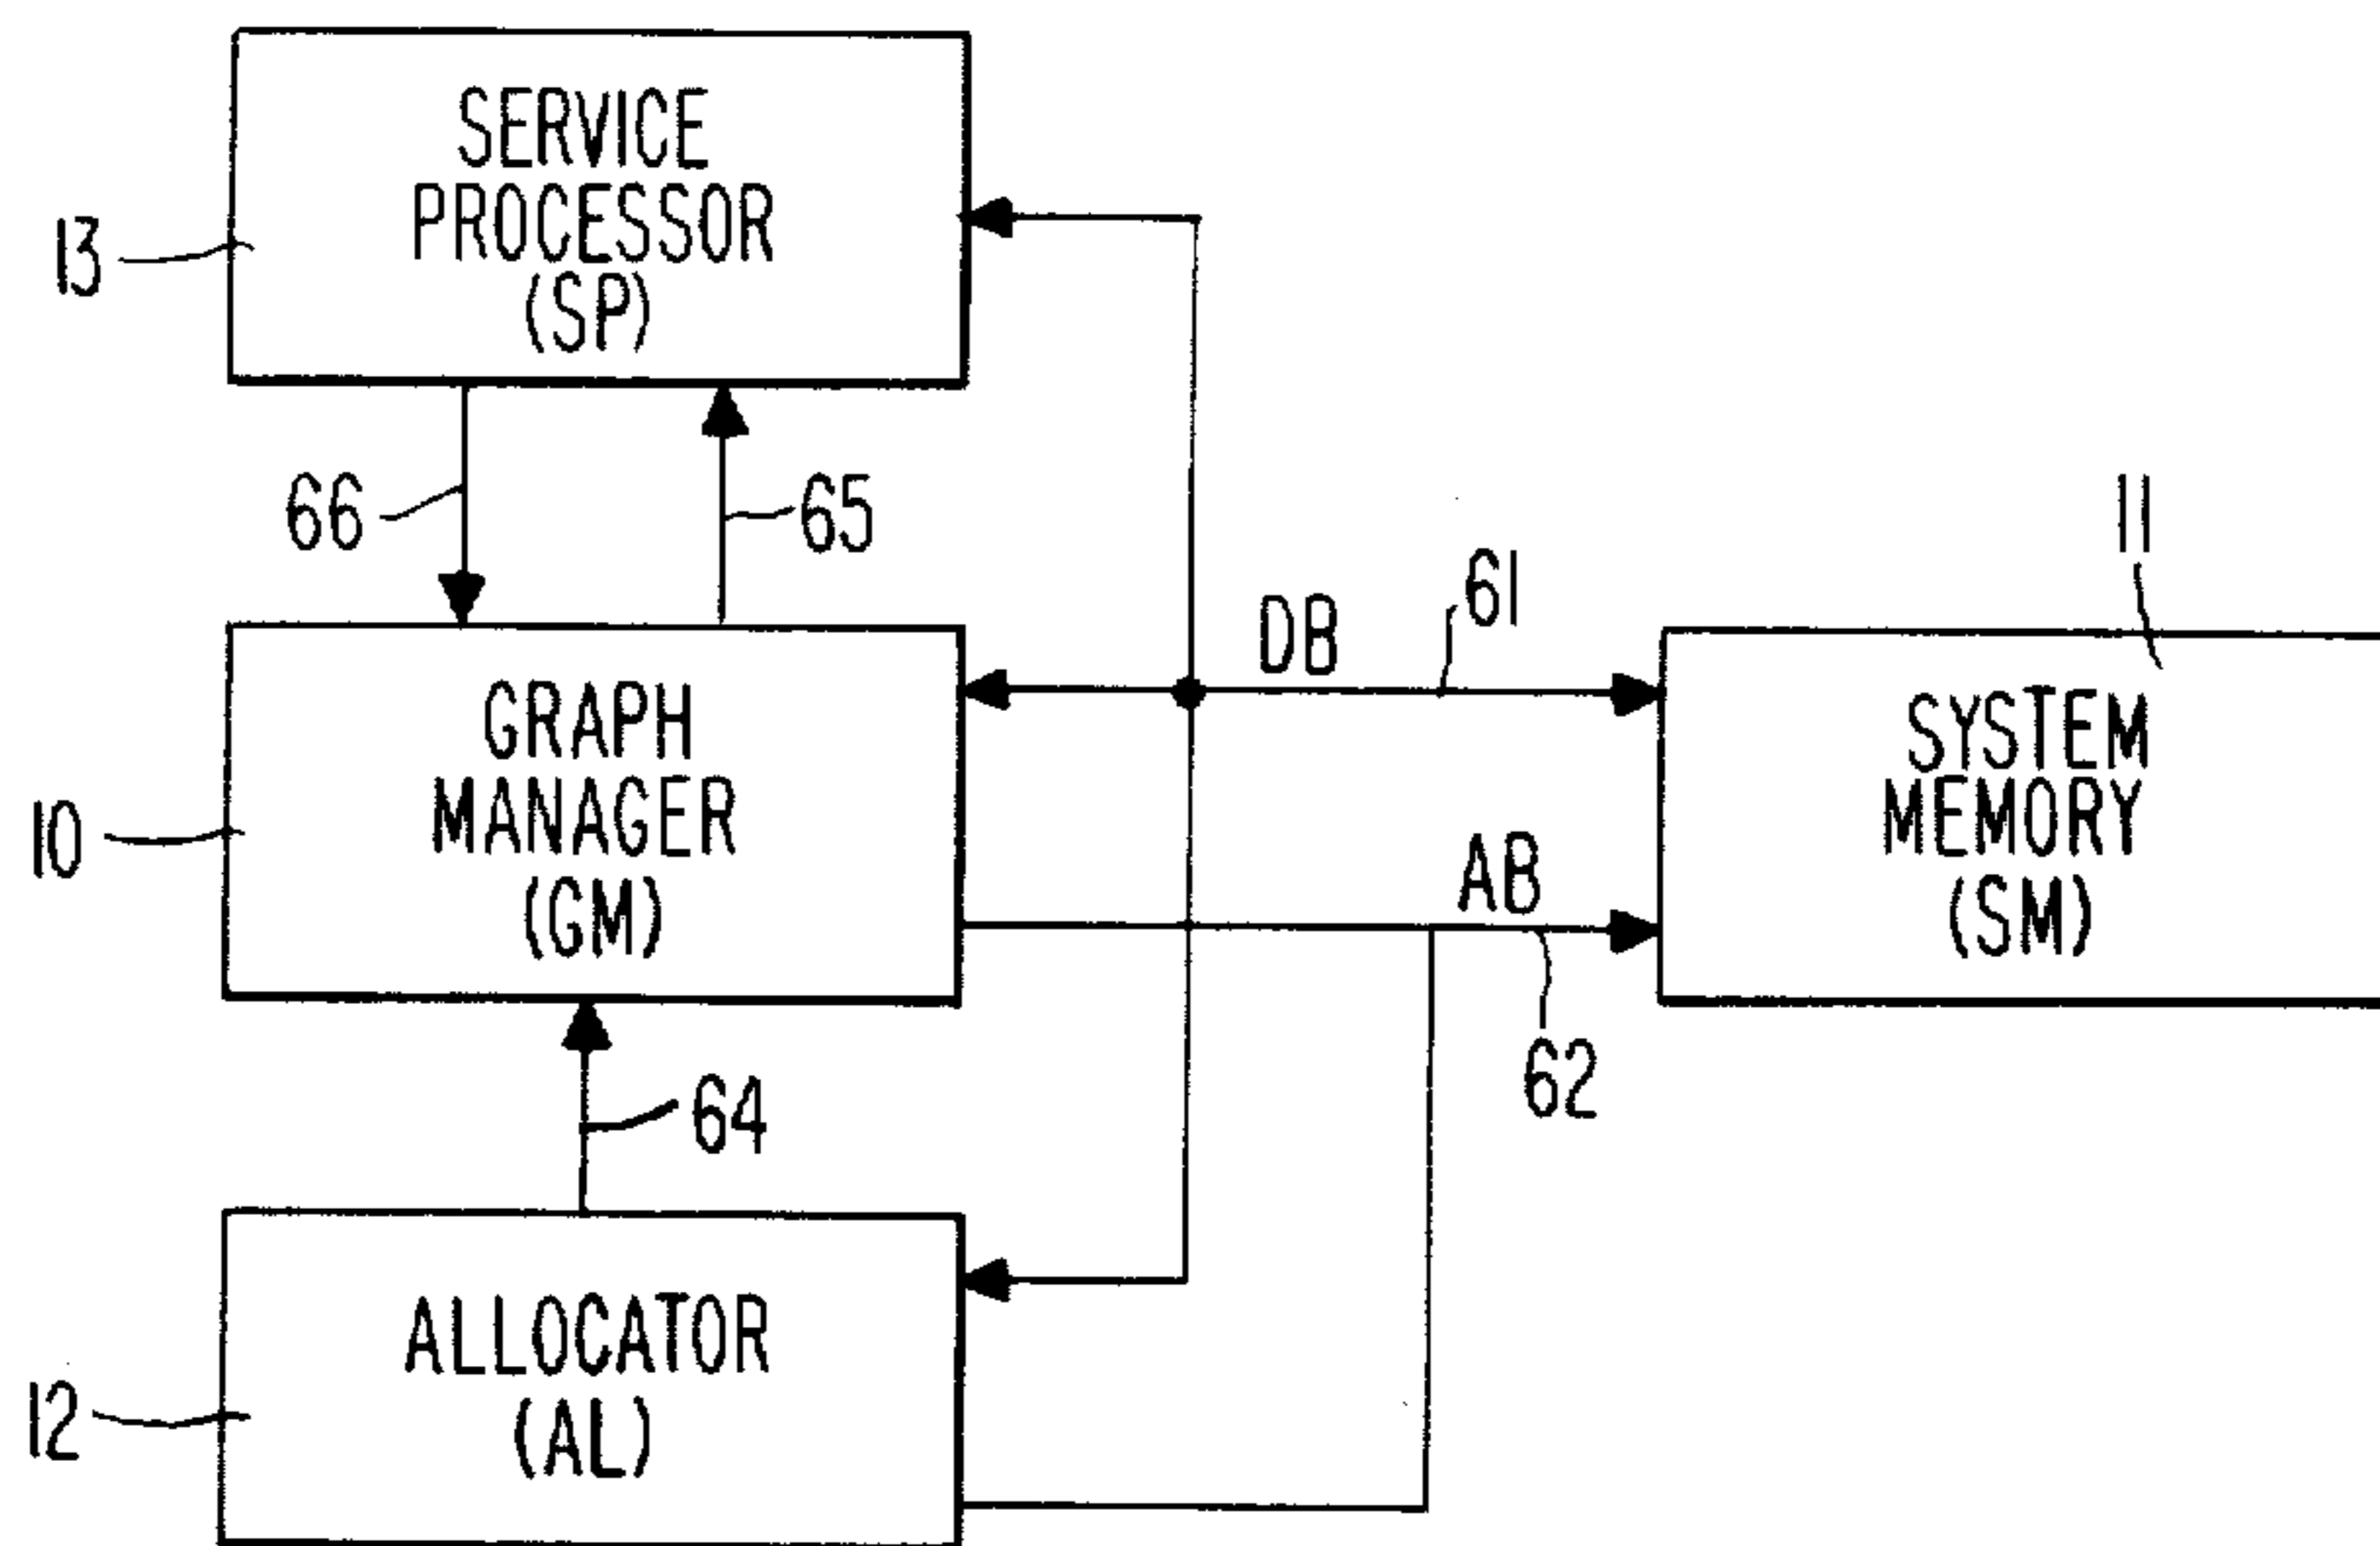 SERVICE
PROCESSOR
(SP)
13
66
65
61
11
DB
GRAPH
MANAGER
(GM)
10
SYSTEM
MEMORY
(SM)
AB
62
64
ALLOCATOR
(AL)
12